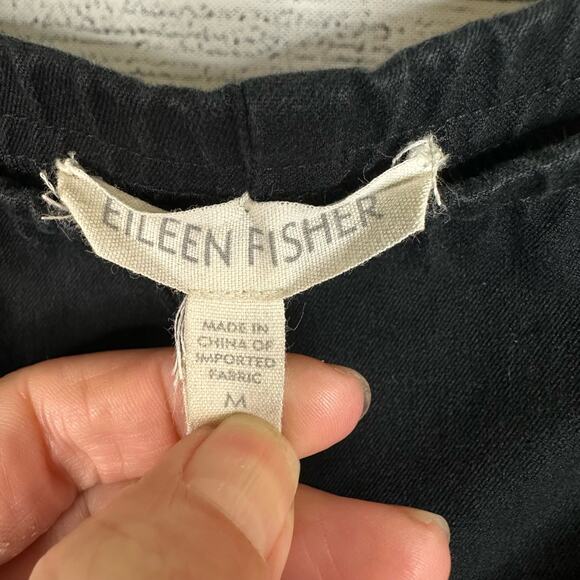 EILEEN FISHER
MADE IN
CHINA OF
IMPORTED
FABRIC
M